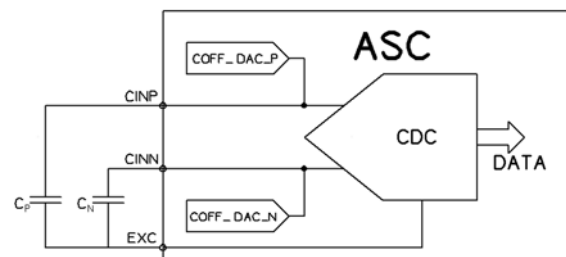 ASC
COFF_DAC_P
CINP
CDC
DATA
CINN
C_P
C_N
COFF_DAC_N
EXC